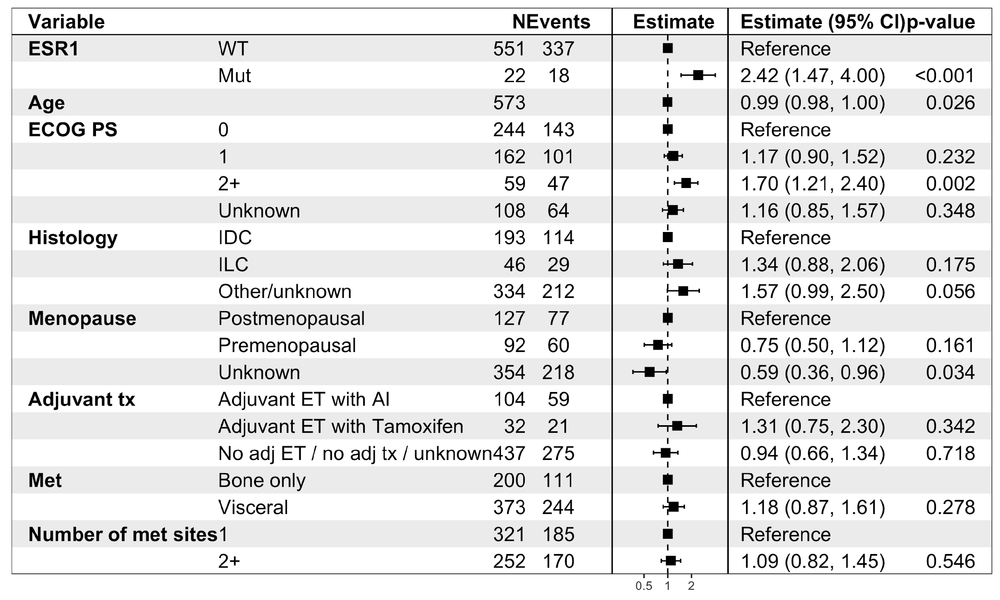 Variable NEvents Estimate Estimate (95% CI)p-value
ESR1 WT 551 337 Reference
Mut 22 18 2.42 (1.47, 4.00) <0.001
Age 573 0.99 (0.98, 1.00) 0.026
ECOG PS 0 244 143 Reference
1 162 101 1.17 (0.90, 1.52) 0.232
2+ 59 47 1.70 (1.21, 2.40) 0.002
Unknown 108 64 1.16 (0.85, 1.57) 0.348
Histology IDC 193 114 Reference
ILC 46 29 1.34 (0.88, 2.06) 0.175
Other/unknown 334 212 1.57 (0.99, 2.50) 0.056
Menopause Postmenopausal 127 77 Reference
Premenopausal 92 60 0.75 (0.50, 1.12) 0.161
Unknown 354 218 0.59 (0.36, 0.96) 0.034
Adjuvant tx Adjuvant ET with AI 104 59 Reference
Adjuvant ET with Tamoxifen 32 21 1.31 (0.75, 2.30) 0.342
No adj ET / no adj tx / unknown437 275 0.94 (0.66, 1.34) 0.718
Met Bone only 200 111 Reference
Visceral 373 244 1.18 (0.87, 1.61) 0.278
Number of met sites1 321 185 Reference
2+ 252 170 1.09 (0.82, 1.45) 0.546
0.5 1 2